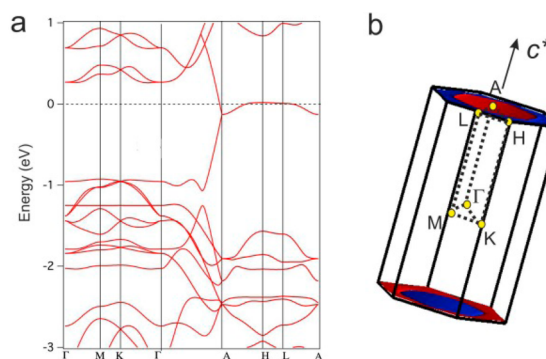 a
b
Energy (eV)
1
0
-1
-2
-3
Γ M K Γ A H L A
c*
A
L
H
Γ
M
K